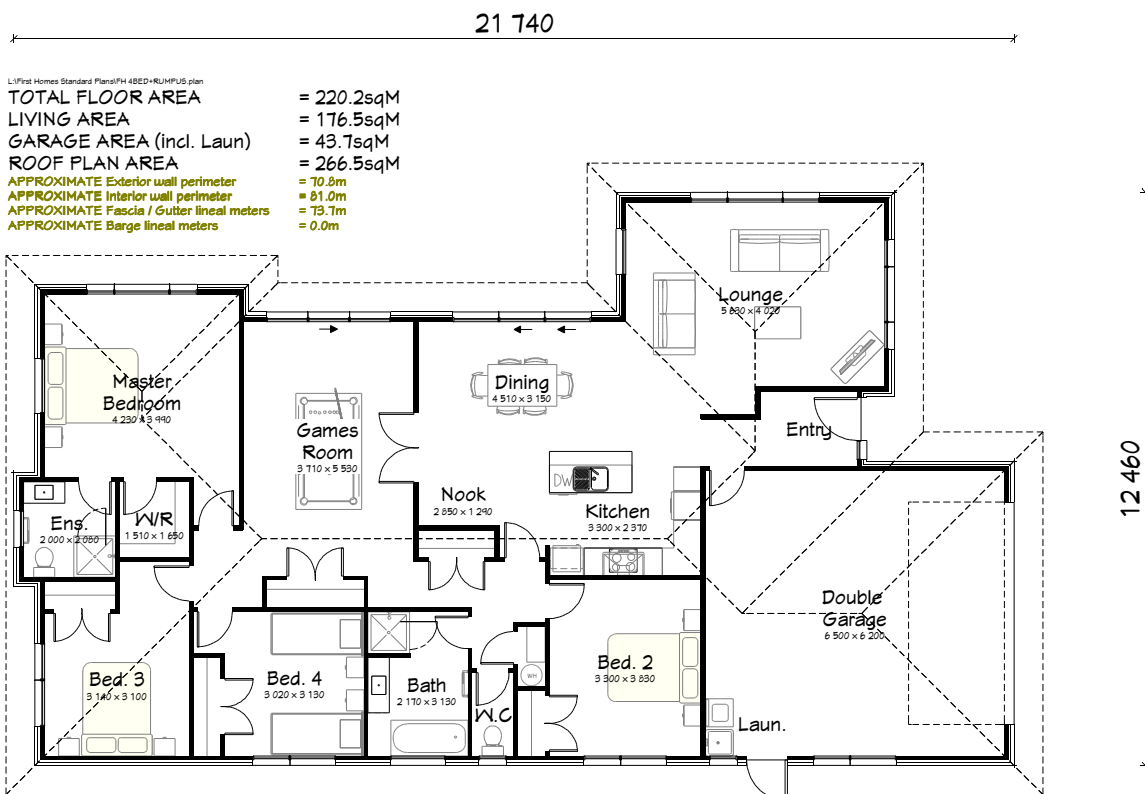 21 740
L:\First Homes Standard Plans\FH 4BED+RUMPUS.plan
TOTAL FLOOR AREA = 220.2sqM
LIVING AREA = 176.5sqM
GARAGE AREA (incl. Laun) = 43.7sqM
ROOF PLAN AREA = 266.5sqM
APPROXIMATE Exterior wall perimeter = 70.8m
APPROXIMATE Interior wall perimeter = 81.0m
APPROXIMATE Fascia / Gutter lineal meters = 73.7m
APPROXIMATE Barge lineal meters = 0.0m
Lounge
5 830 x 4 020
Master
Bedroom
4 230 x 3 990
Dining
4 510 x 3 150
Games
Room
3 710 x 5 530
Entry
12 460
DW
Nook
2 850 x 1 290
Kitchen
3 300 x 2 370
Ens.
2 000 x 2 080
W/R
1 510 x 1 650
Double
Garage
6 500 x 6 200
Bed. 3
3 140 x 3 100
Bed. 4
3 020 x 3 130
Bath
2 170 x 3 130
WH
Bed. 2
3 300 x 3 830
W.C
Laun.